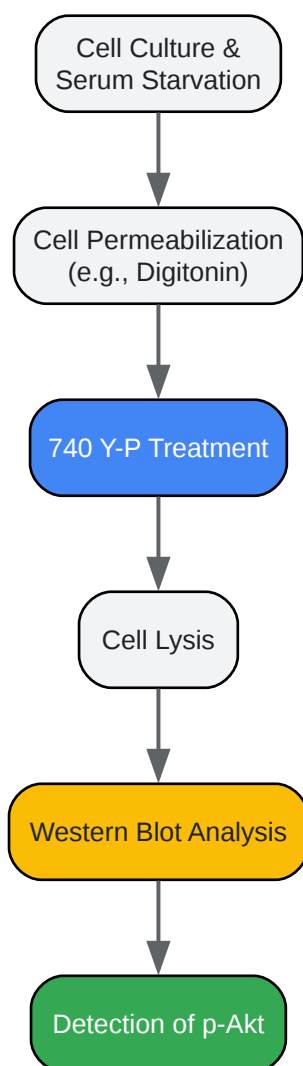 Cell Culture &
Serum Starvation
Cell Permeabilization
(e.g., Digitonin)
740 Y-P Treatment
Cell Lysis
Western Blot Analysis
Detection of p-Akt